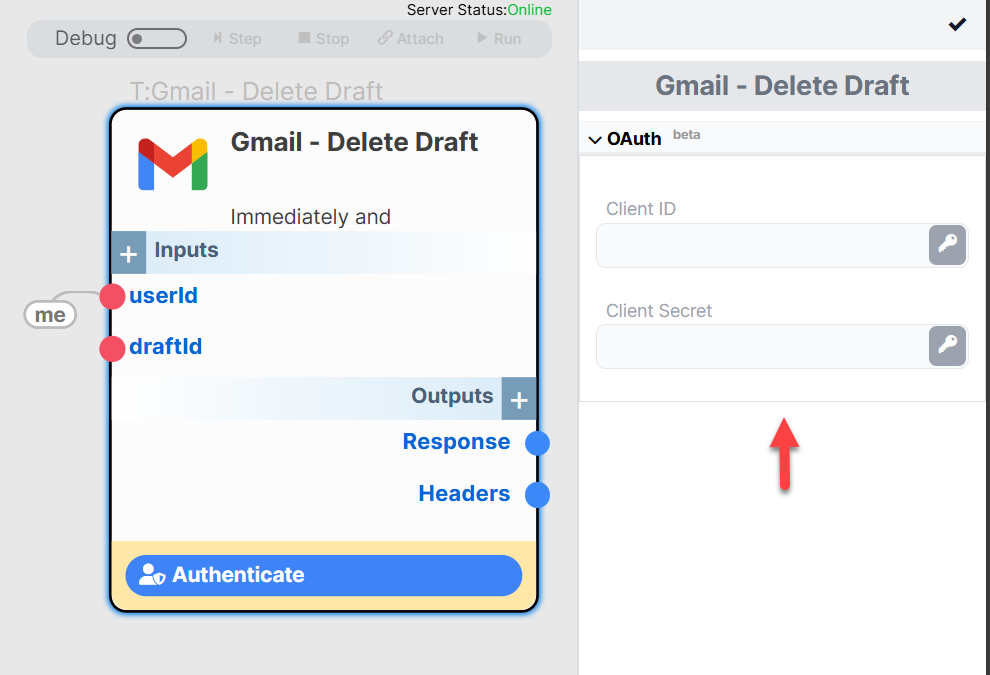 Server Status:Online
Debug Step Stop Attach Run
T:Gmail - Delete Draft
Gmail - Delete Draft
Immediately and
Inputs
me
userId
draftId
Outputs
Response
Headers
Authenticate
Gmail - Delete Draft
OAuth beta
Client ID
Client Secret